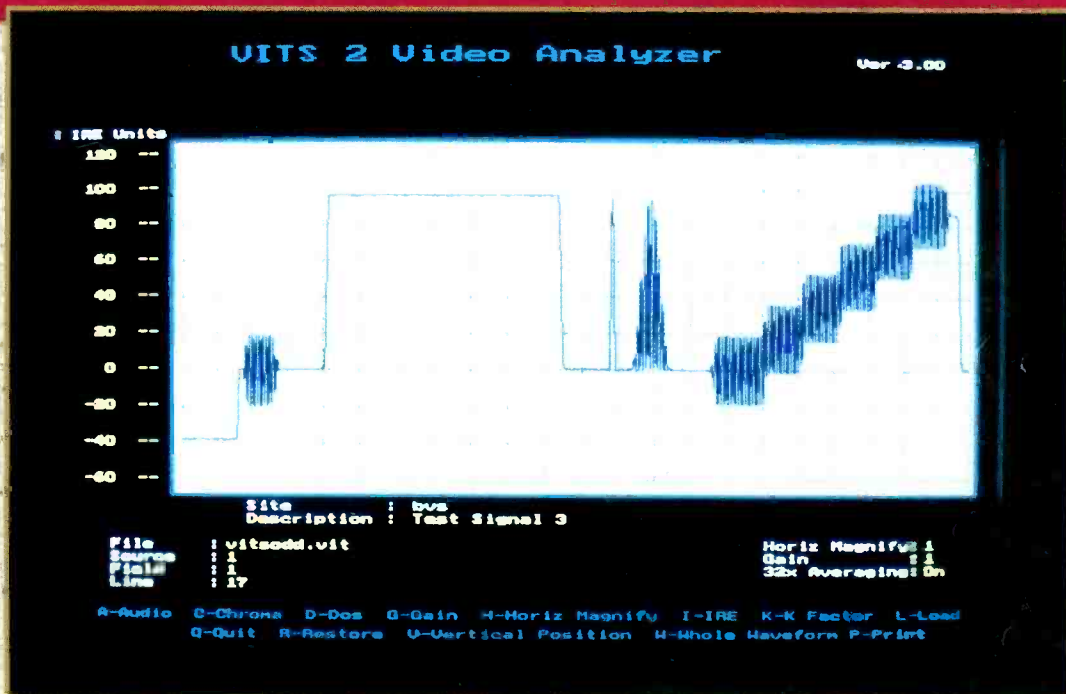 VITS 2 Video Analyzer
Ver 3.00
: IRE Units
120 --
100 --
80 --
60 --
40 --
20 --
0 --
-20 --
-40 --
-60 --
Site : bvs
Description : Test Signal 3
File : vitsodd.vit
Source : 1
Field : 1
Line : 17
Horiz Magnify: 1
Gain : 1
32x Averaging: On
A-Audio C-Chroma D-Dos G-Gain H-Horiz Magnify I-IRE K-K Factor L-Load
Q-Quit R-Restore V-Vertical Position W-Whole Waveform P-Print